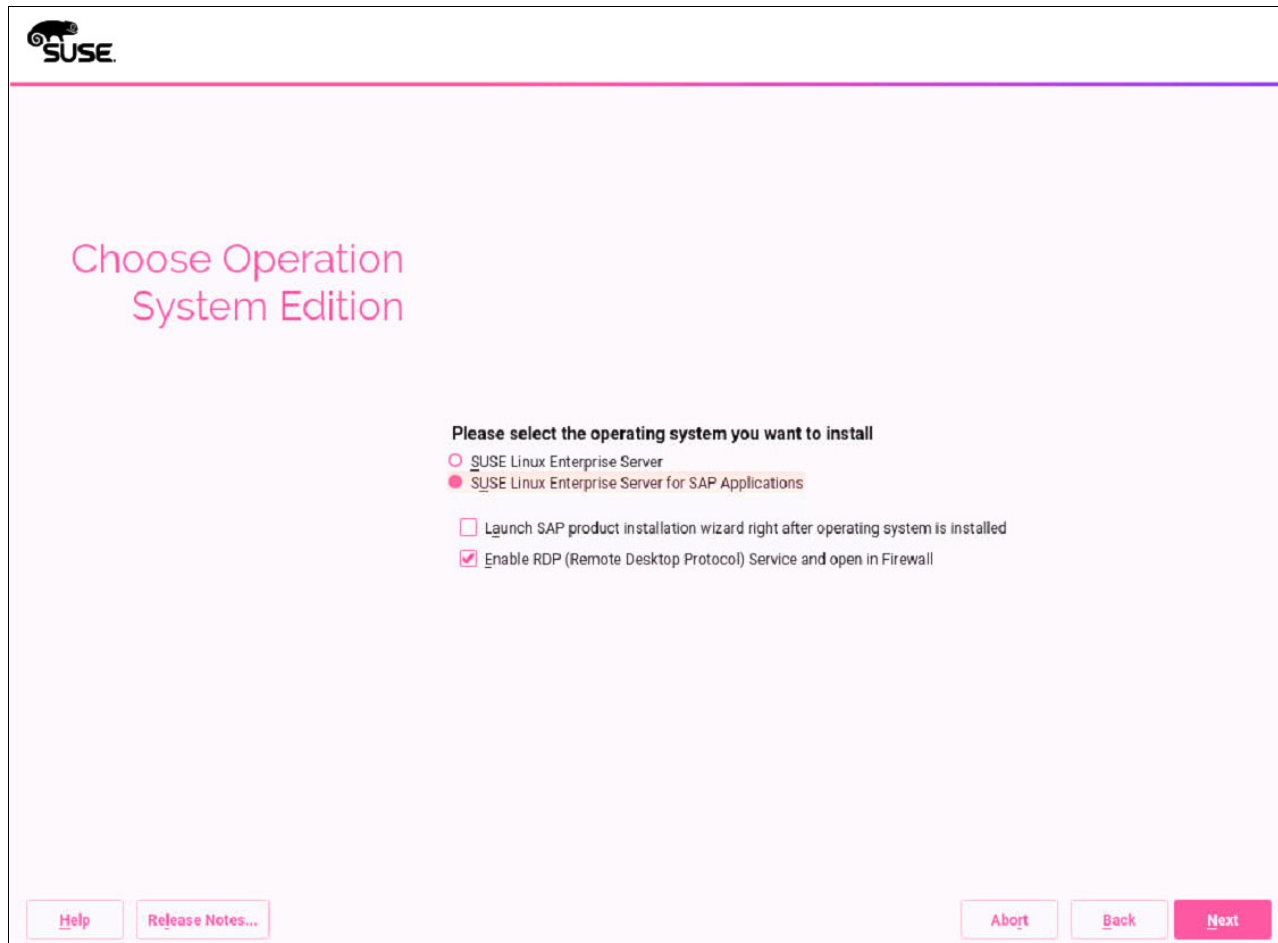 SUSE.
Choose Operation
System Edition
Please select the operating system you want to install
SUSE Linux Enterprise Server
SUSE Linux Enterprise Server for SAP Applications
Launch SAP product installation wizard right after operating system is installed
Enable RDP (Remote Desktop Protocol) Service and open in Firewall
Help Release Notes... Abort Back Next